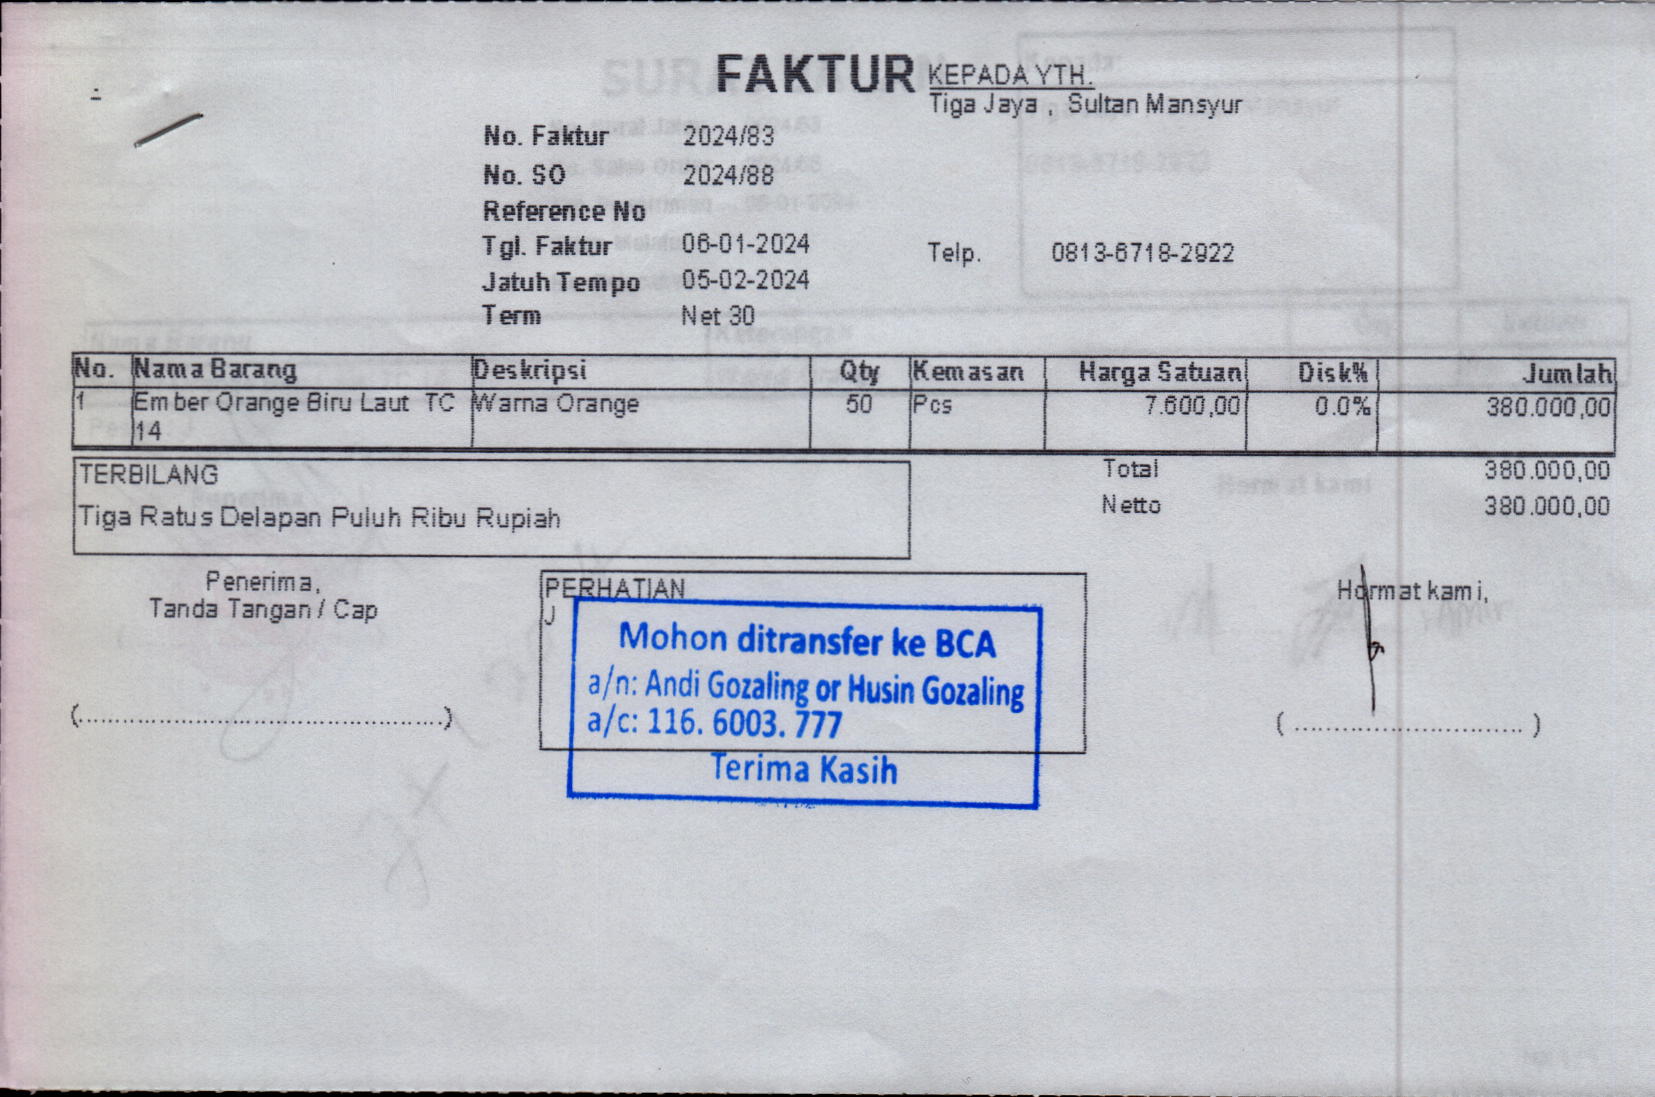 FAKTUR
KEPADA YTH.
Tiga Jaya , Sultan Mansyur
No. Faktur 2024/83
No. SO 2024/88
Reference No
Tgl. Faktur 06-01-2024
Telp. 0813-6718-2922
Jatuh Tempo 05-02-2024
Term Net 30
No. Nama Barang Deskripsi Qty Kemasan Harga Satuan Disk% Jumlah
1 Ember Orange Biru Laut TC Warna Orange 50 Pcs 7.600,00 0.0% 380.000,00
14
TERBILANG
Total 380.000,00
Tiga Ratus Delapan Puluh Ribu Rupiah
Netto 380.000,00
Penerima,
Tanda Tangan / Cap
PERHATIAN
J
Hormat kami,
Mohon ditransfer ke BCA
a/n: Andi Gozaling or Husin Gozaling
a/c: 116. 6003. 777
Terima Kasih
(..............................................)
( ............................. )